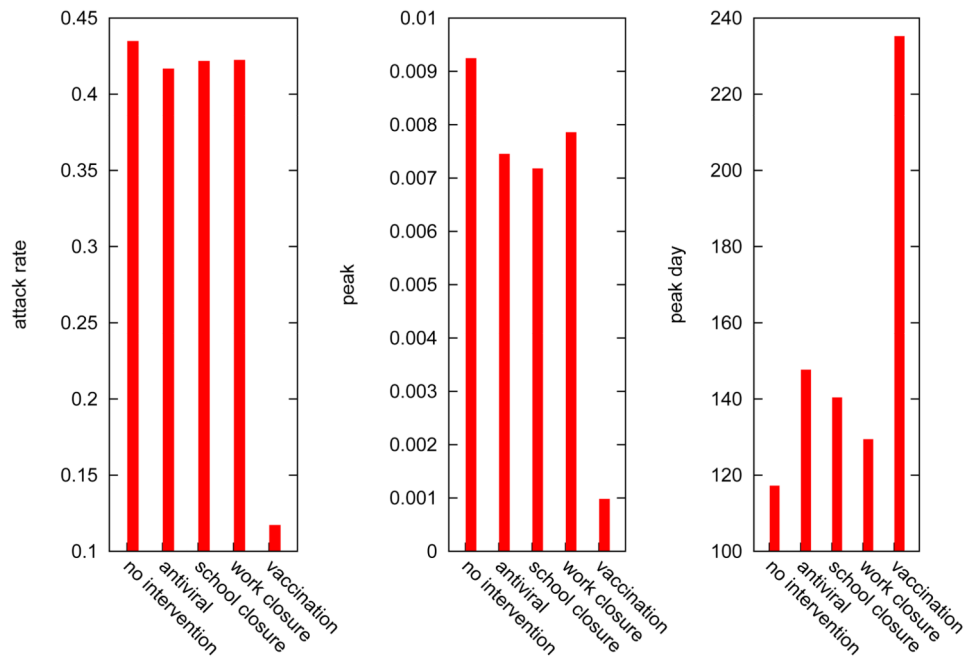 attack rate
0.45
0.4
0.35
0.3
0.25
0.2
0.15
0.1
no intervention
antiviral
school closure
work closure
vaccination
peak
0.01
0.009
0.008
0.007
0.006
0.005
0.004
0.003
0.002
0.001
0
no intervention
antiviral
school closure
work closure
vaccination
peak day
240
220
200
180
160
140
120
100
no intervention
antiviral
school closure
work closure
vaccination